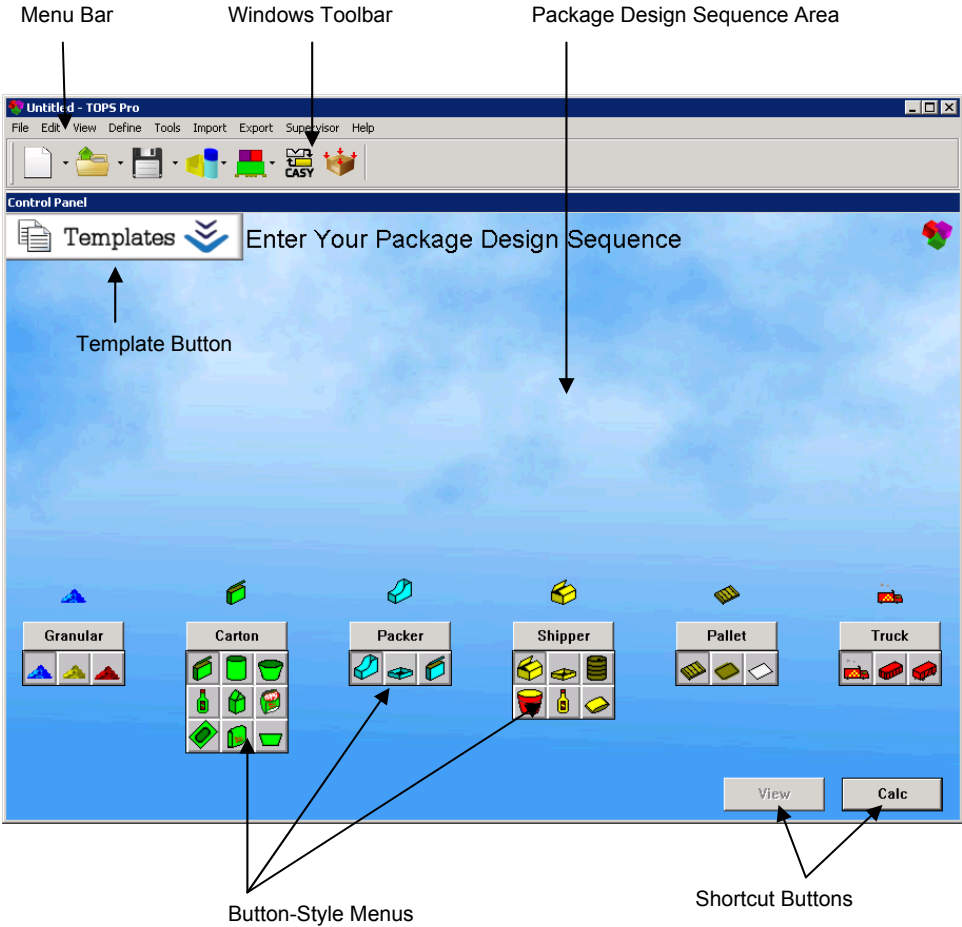 Menu Bar
Windows Toolbar
Package Design Sequence Area
Untitled - TOPS Pro
File Edit View Define Tools Import Export Supervisor Help
CASY
Control Panel
Templates
Enter Your Package Design Sequence
Template Button
Granular
Carton
Packer
Shipper
Pallet
Truck
View
Calc
Button-Style Menus
Shortcut Buttons